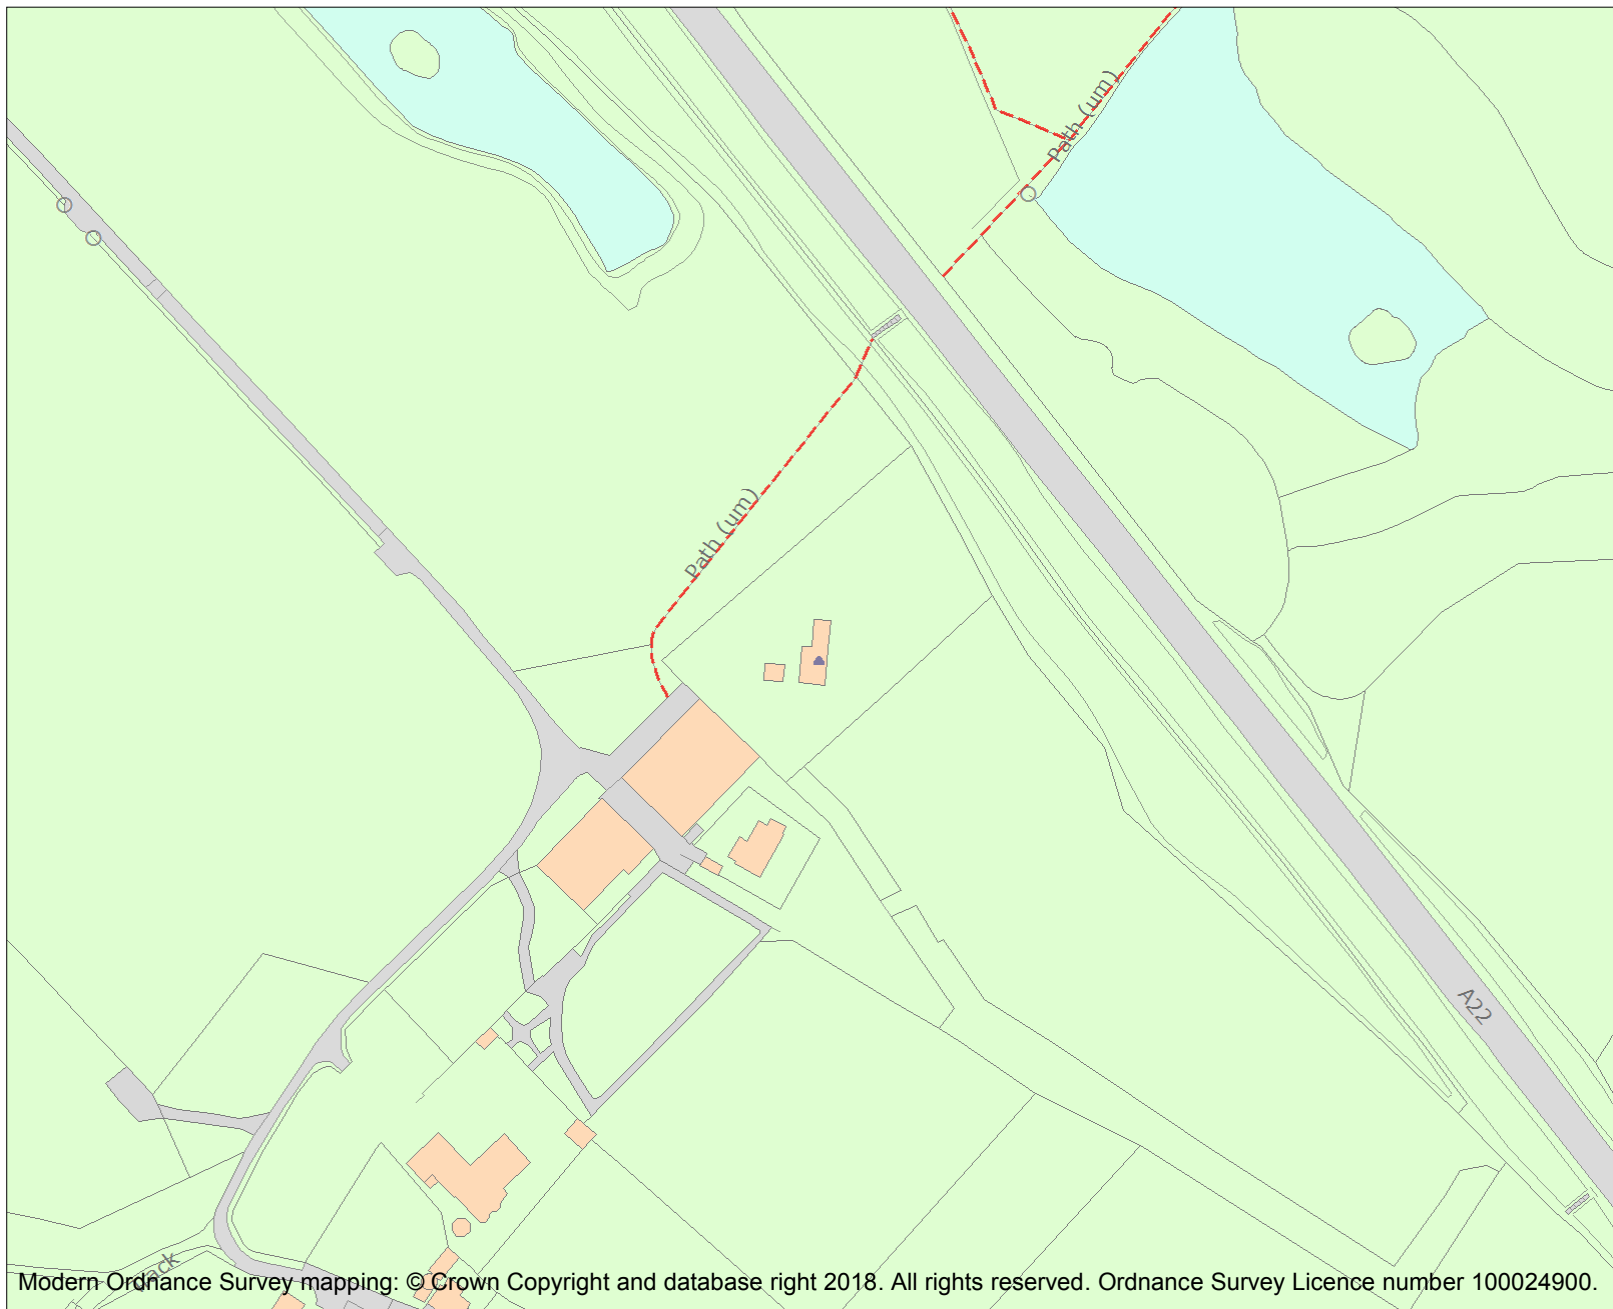 Path (um)
Path (um)
A22
Modern Ordnance Survey mapping: © Crown Copyright and database right 2018. All rights reserved. Ordnance Survey Licence number 100024900.